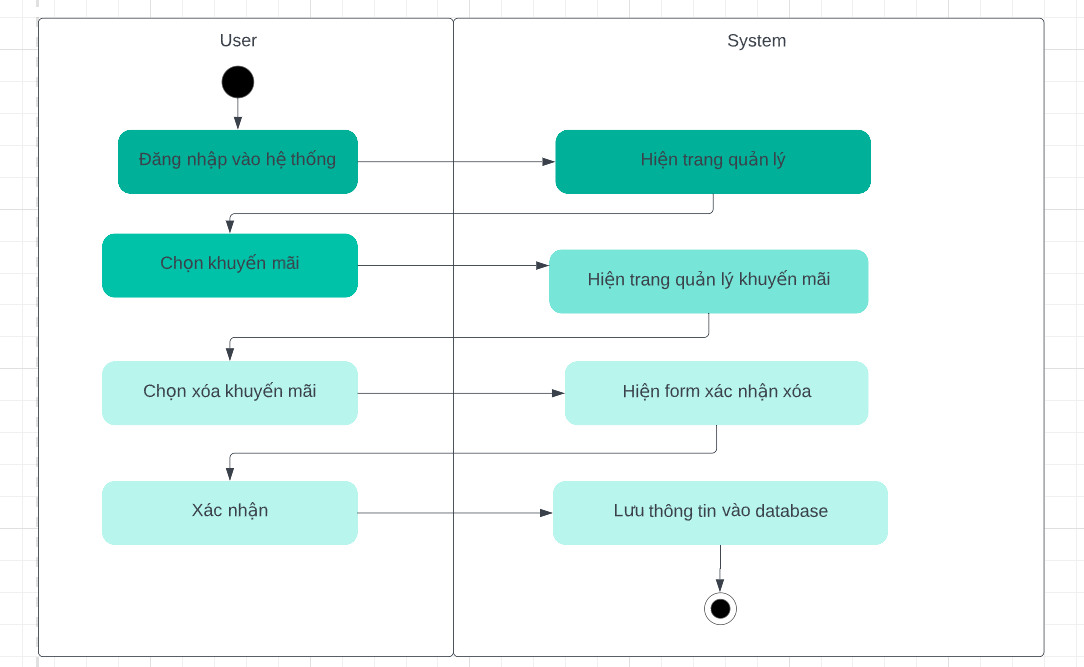 User
System
Đăng nhập vào hệ thống
Hiện trang quản lý
Chọn khuyến mãi
Hiện trang quản lý khuyến mãi
Chọn xóa khuyến mãi
Hiện form xác nhận xóa
Xác nhận
Lưu thông tin vào database